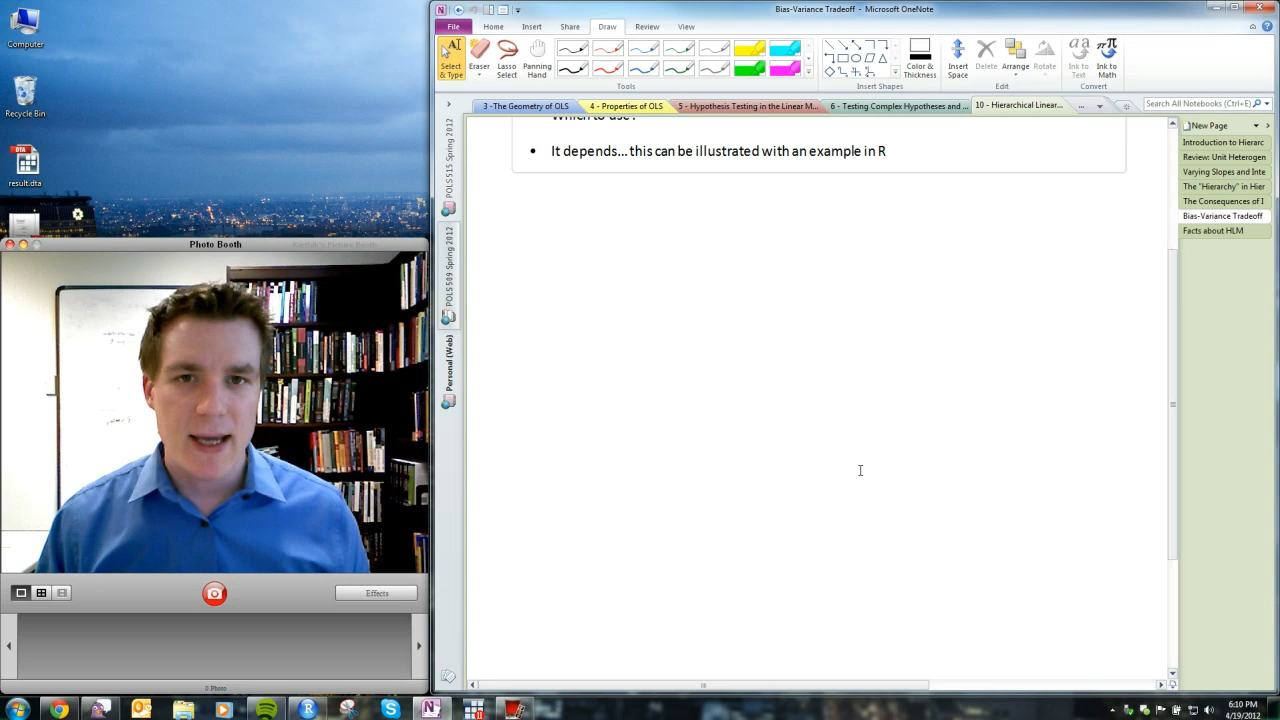 Computer
Recycle Bin
result.dta
Photo Booth
Effects
0 Photo
Bias-Variance Tradeoff - Microsoft OneNote
File Home Insert Share Draw Review View
Select & Type
Eraser
Lasso Select
Panning Hand
Color & Thickness
Insert Space
Delete
Arrange
Rotate
Ink to Text
Ink to Math
Tools
Insert Shapes
Edit
Convert
3 -The Geometry of OLS
4 - Properties of OLS
5 - Hypothesis Testing in the Linear M...
6 - Testing Complex Hypotheses and ...
10 - Hierarchical Linear...
...
Search All Notebooks (Ctrl+E)
POLS 515 Spring 2012
POLS 509 Spring 2012
Personal (Web)
Which to use?
• It depends... this can be illustrated with an example in R
New Page
Introduction to Hierarc
Review: Unit Heterogen
Varying Slopes and Inte
The "Hierarchy" in Hier
The Consequences of I
Bias-Variance Tradeoff
Facts about HLM
6:10 PM
4/19/2012